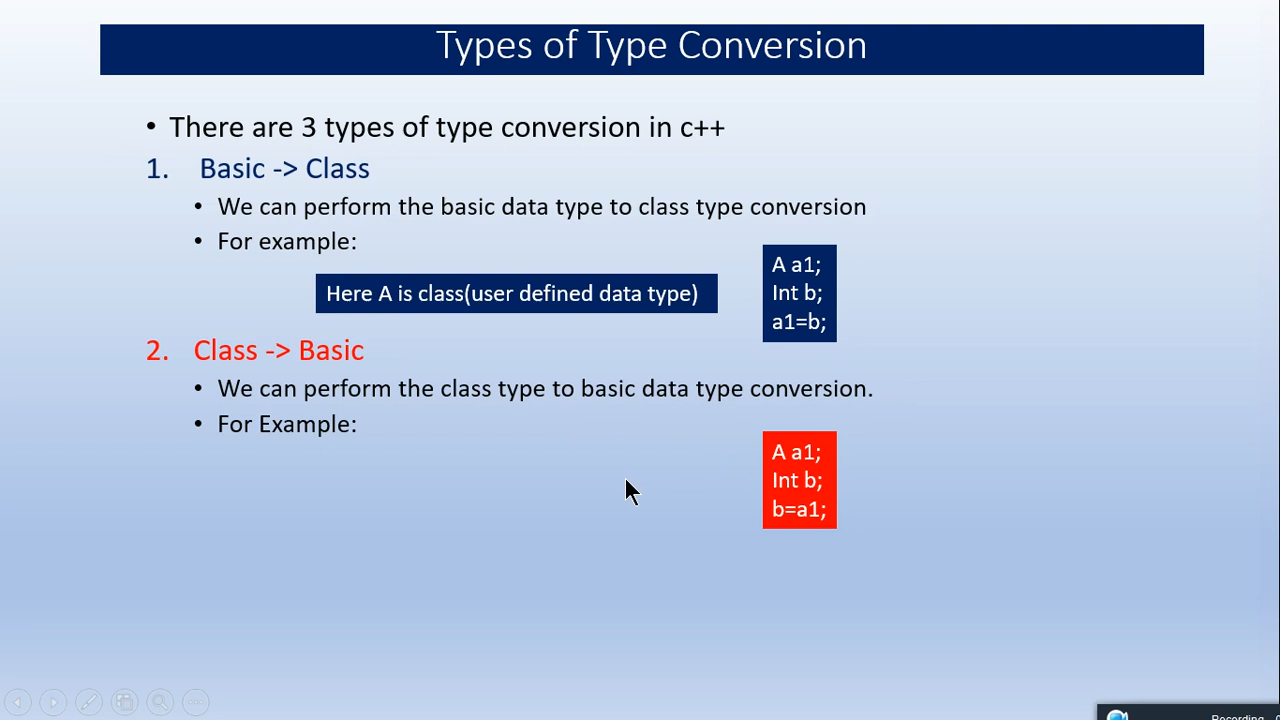 Types of Type Conversion
• There are 3 types of type conversion in c++
1. Basic -> Class
• We can perform the basic data type to class type conversion
• For example:
Here A is class(user defined data type)
A a1;
Int b;
a1=b;
2. Class -> Basic
• We can perform the class type to basic data type conversion.
• For Example:
A a1;
Int b;
b=a1;